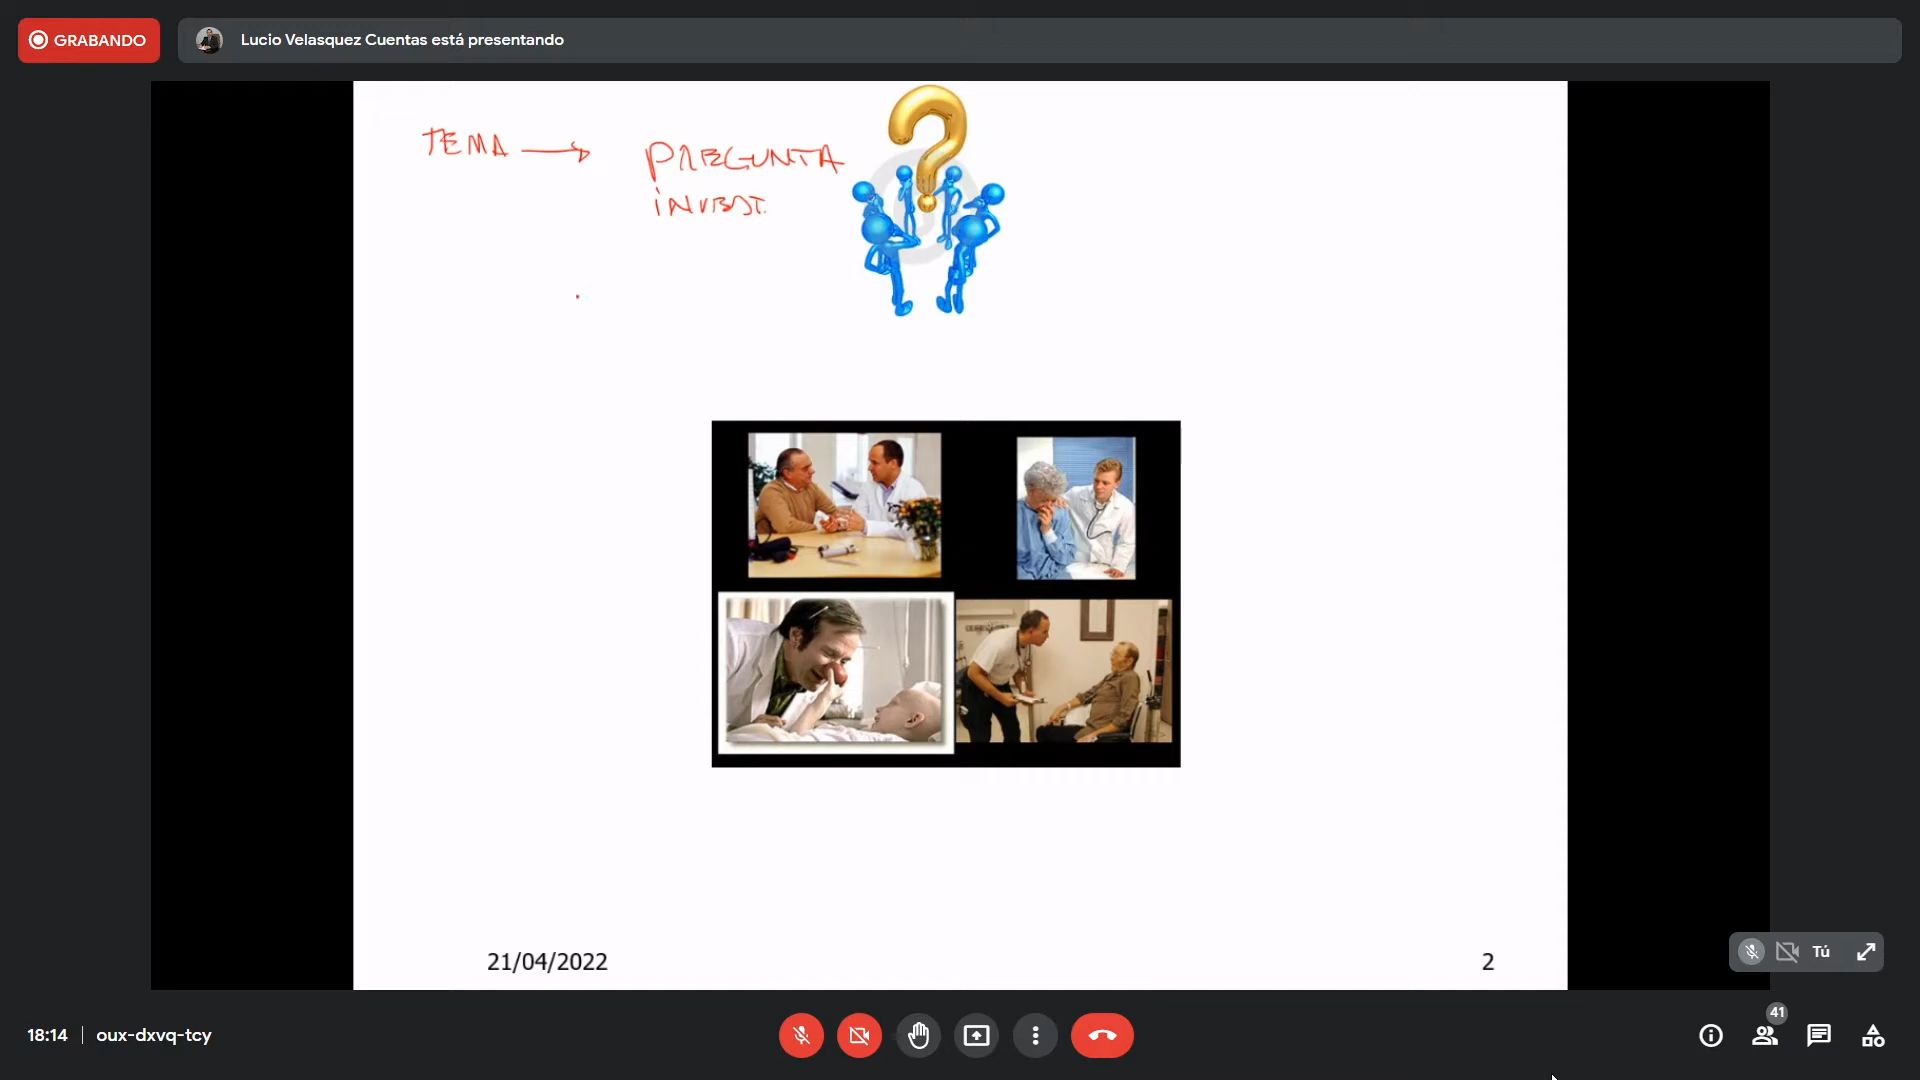 GRABANDO
Lucio Velasquez Cuentas está presentando
TEMA → PREGUNTA
INVEST.
21/04/2022
2
Tú
41
18:14 | oux-dxvq-tcy